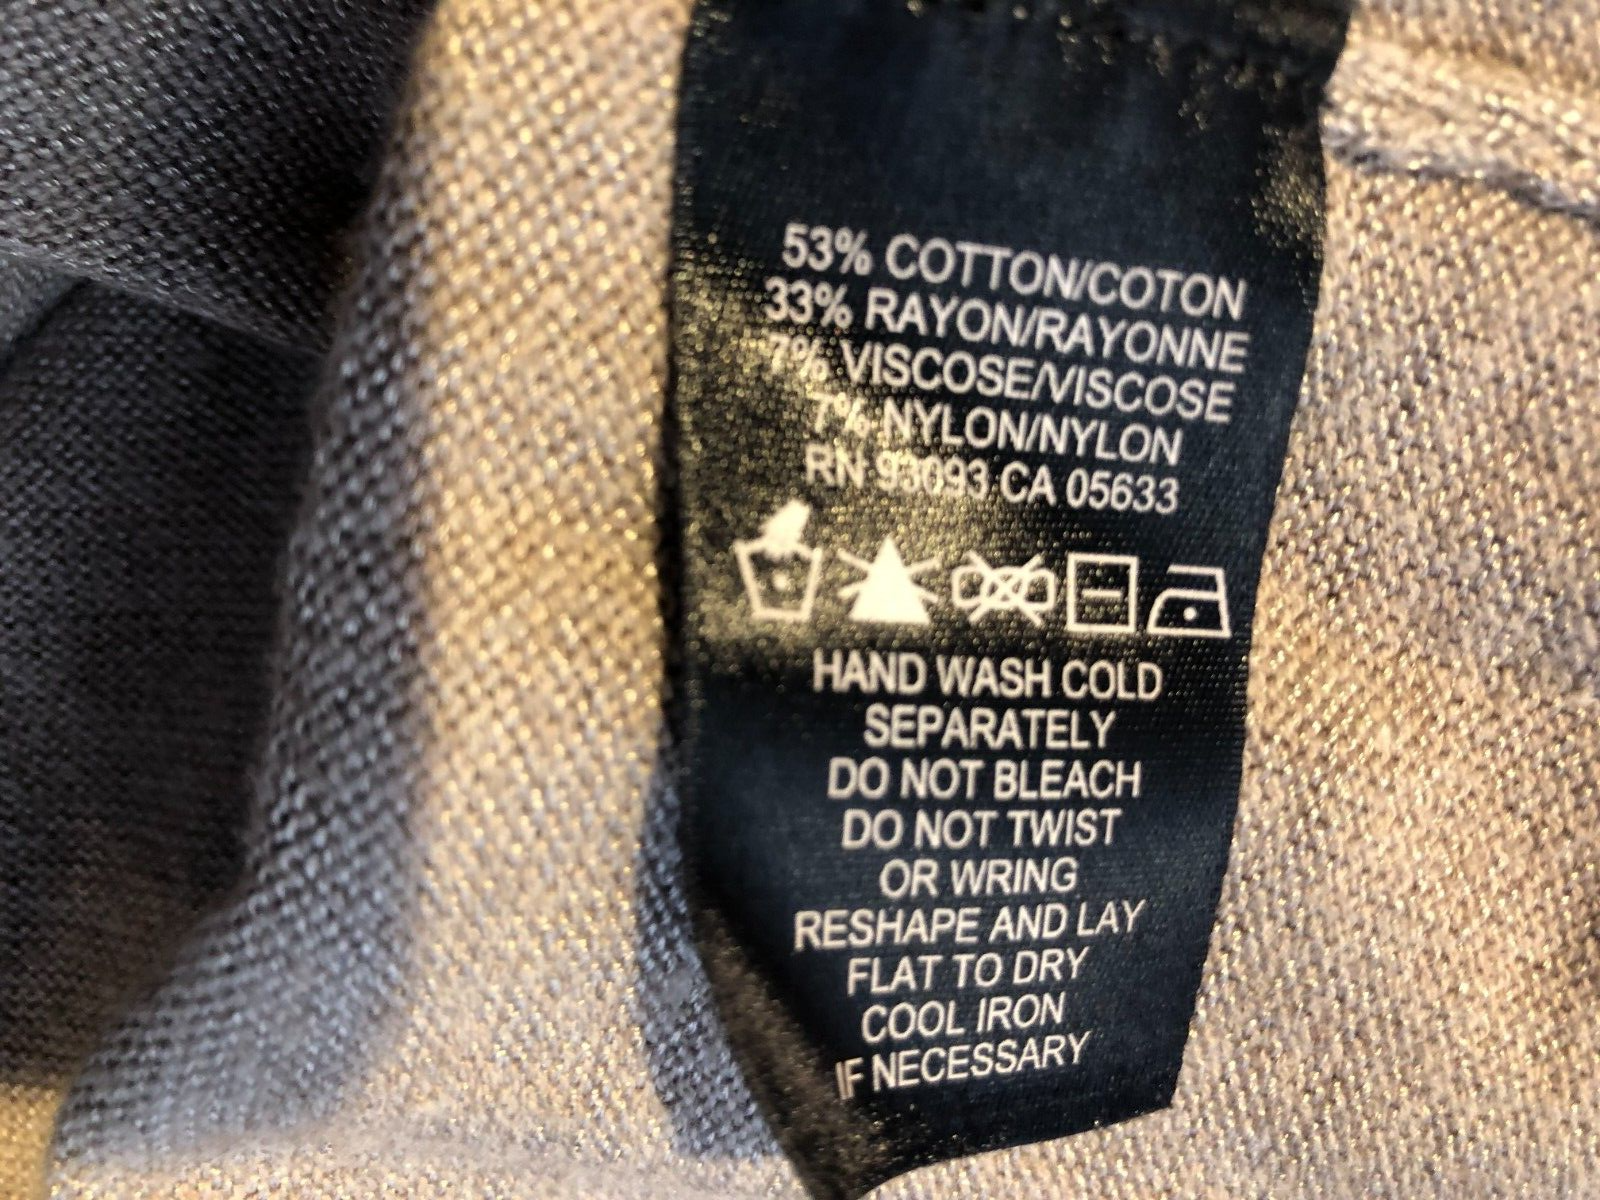 53% COTTON/COTON
33% RAYON/RAYONNE
7% VISCOSE/VISCOSE
7% NYLON/NYLON
RN 93093 CA 05633
HAND WASH COLD
SEPARATELY
DO NOT BLEACH
DO NOT TWIST
OR WRING
RESHAPE AND LAY
FLAT TO DRY
COOL IRON
IF NECESSARY